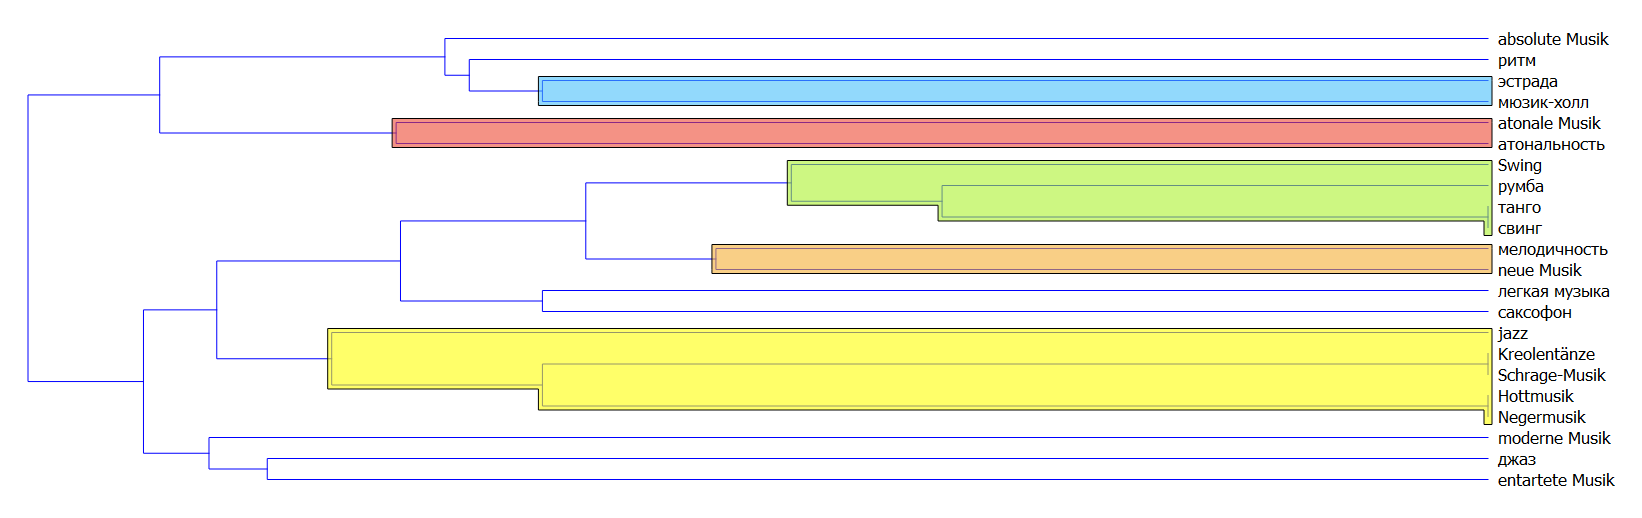 absolute Musik
ритм
эстрада
мюзик-холл
atonale Musik
атональность
Swing
румба
танго
свинг
мелодичность
neue Musik
легкая музыка
саксофон
jazz
Kreolentänze
Schrage-Musik
Hottmusik
Negermusik
moderne Musik
джаз
entartete Musik